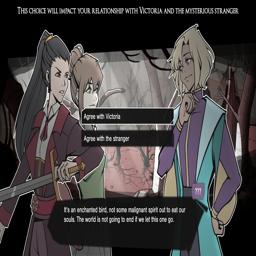 This choice will impact your relationship with Victoria and the mysterious stranger
Agree with Victoria
Agree with the stranger
???
It's an enchanted bird, not some malignant spirit out to eat our
souls. The world is not going to end if we let this one go.